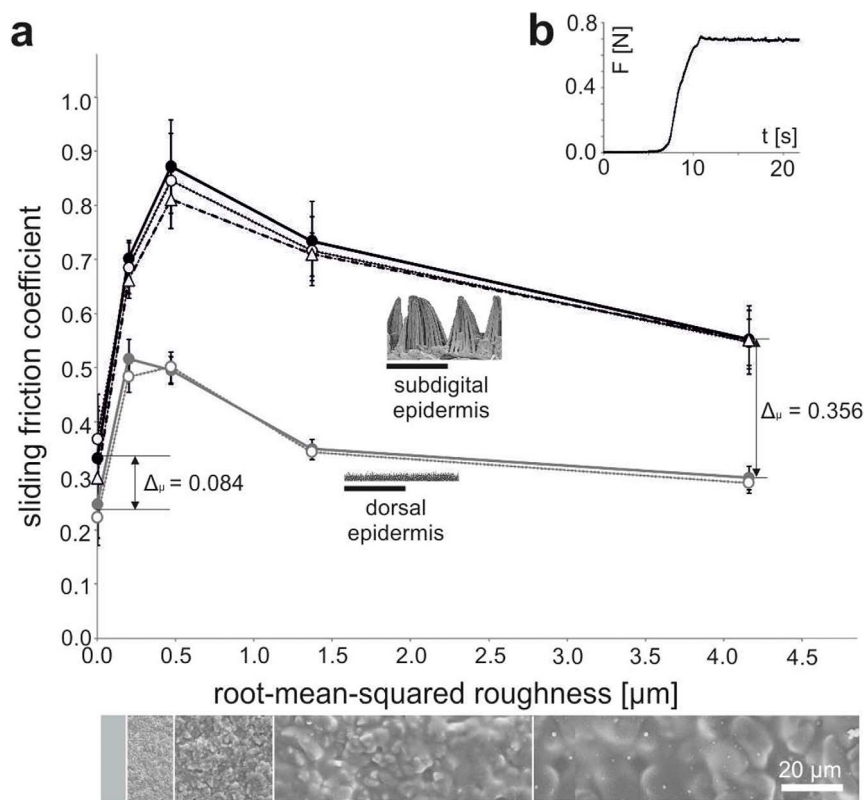 a
b
0.8
0.4
0.0
F [N]
t [s]
0
10
20
sliding friction coefficient
1.0
0.9
0.8
0.7
0.6
0.5
0.4
0.3
0.2
0.1
0.0
subdigital
epidermis
dorsal
epidermis
Δμ = 0.084
Δμ = 0.356
0.0 0.5 1.0 1.5 2.0 2.5 3.0 3.5 4.0 4.5
root-mean-squared roughness [μm]
20 μm